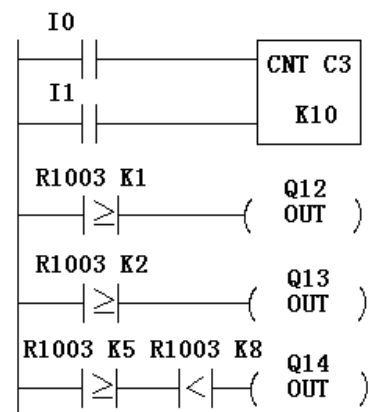 I0
CNT C3
I1
K10
R1003 K1
Q12
≥
( OUT )
R1003 K2
Q13
≥
( OUT )
R1003 K5 R1003 K8
Q14
≥ <
( OUT )